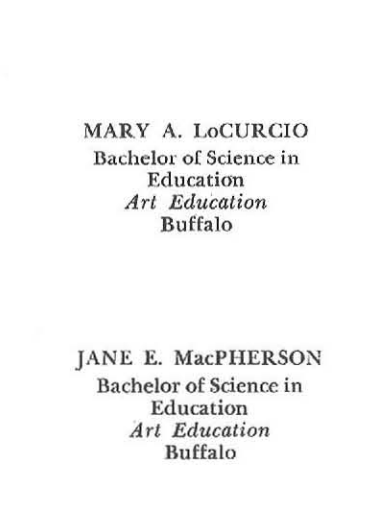 MARY A. LoCURCIO
Bachelor of Science in
Education
Art Education
Buffalo
JANE E. MacPHERSON
Bachelor of Science in
Education
Art Education
Buffalo